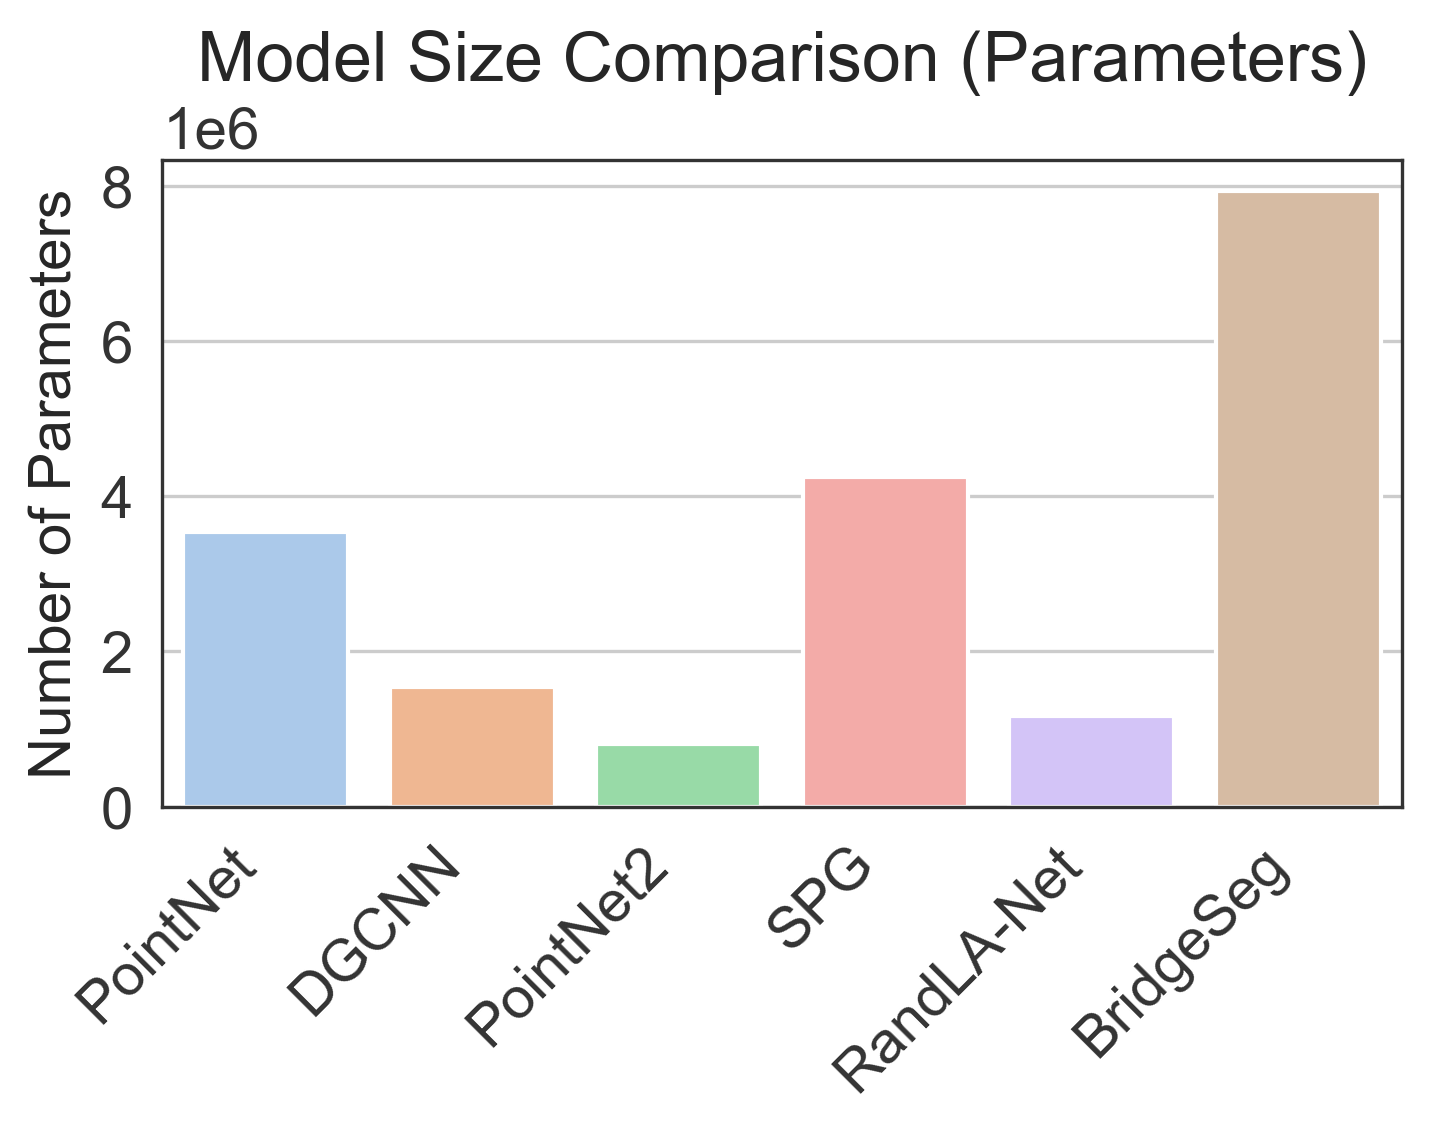 Model Size Comparison (Parameters)
1e6
Number of Parameters
8
6
4
2
0
PointNet
DGCNN
PointNet2
SPG
RandLA-Net
BridgeSeg